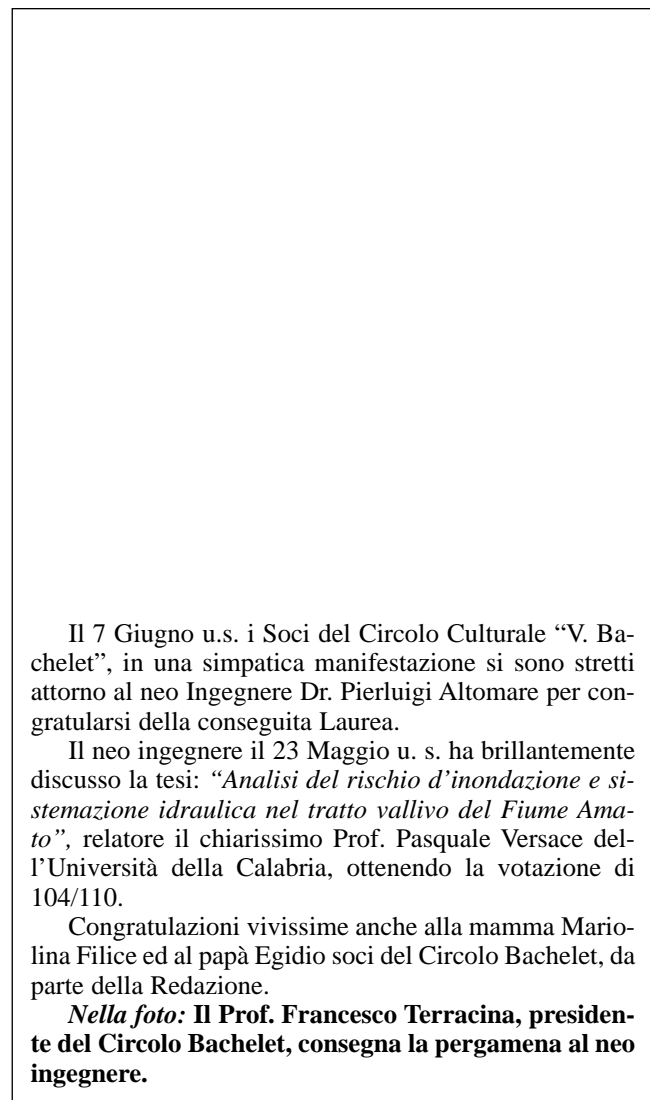 Il 7 Giugno u.s. i Soci del Circolo Culturale “V. Ba-
chelet”, in una simpatica manifestazione si sono stretti
attorno al neo Ingegnere Dr. Pierluigi Altomare per con-
gratularsi della conseguita Laurea.
Il neo ingegnere il 23 Maggio u. s. ha brillantemente
discusso la tesi: “Analisi del rischio d’inondazione e si-
stemazione idraulica nel tratto vallivo del Fiume Ama-
to”, relatore il chiarissimo Prof. Pasquale Versace del-
l’Università della Calabria, ottenendo la votazione di
104/110.
Congratulazioni vivissime anche alla mamma Mario-
lina Filice ed al papà Egidio soci del Circolo Bachelet, da
parte della Redazione.
Nella foto: Il Prof. Francesco Terracina, presiden-
te del Circolo Bachelet, consegna la pergamena al neo
ingegnere.